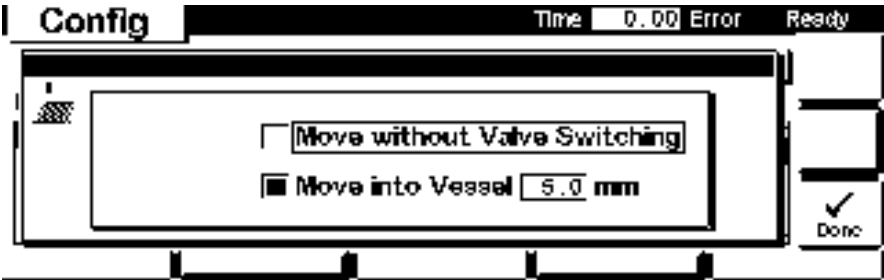 Config Time 0.00 Error Ready
Move without Valve Switching
Move into Vessel 5.0 mm
Done